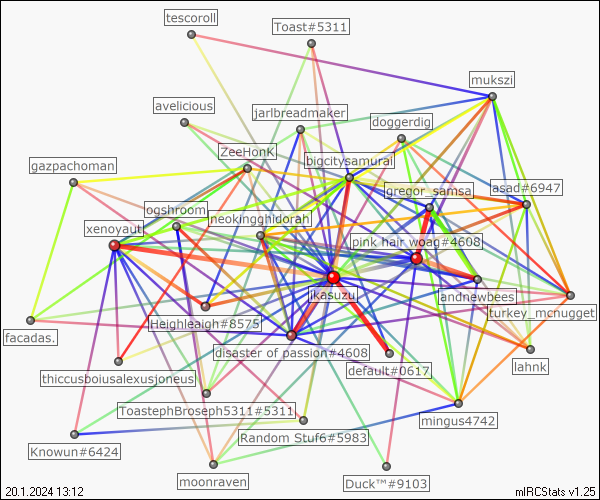 tescoroll
Toast#5311
mukszi
avelicious
jarlbreadmaker
doggerdig
ZeeHonK
bigcitysamurai
gazpachoman
gregor_samsa
asad#6947
ogshroom
neokingghidorah
xenoyaut
pink hair woag#4608
jkasuzu
andnewbees
turkey_mcnugget
Heighleaigh#8575
facadas.
disaster of passion#4608
lahnk
default#0617
thiccusboiusalexusjoneus
ToastephBroseph5311#5311
mingus4742
Random Stuf6#5983
Knowun#6424
moonraven
Duck™#9103
20.1.2024 13:12
mIRCStats v1.25